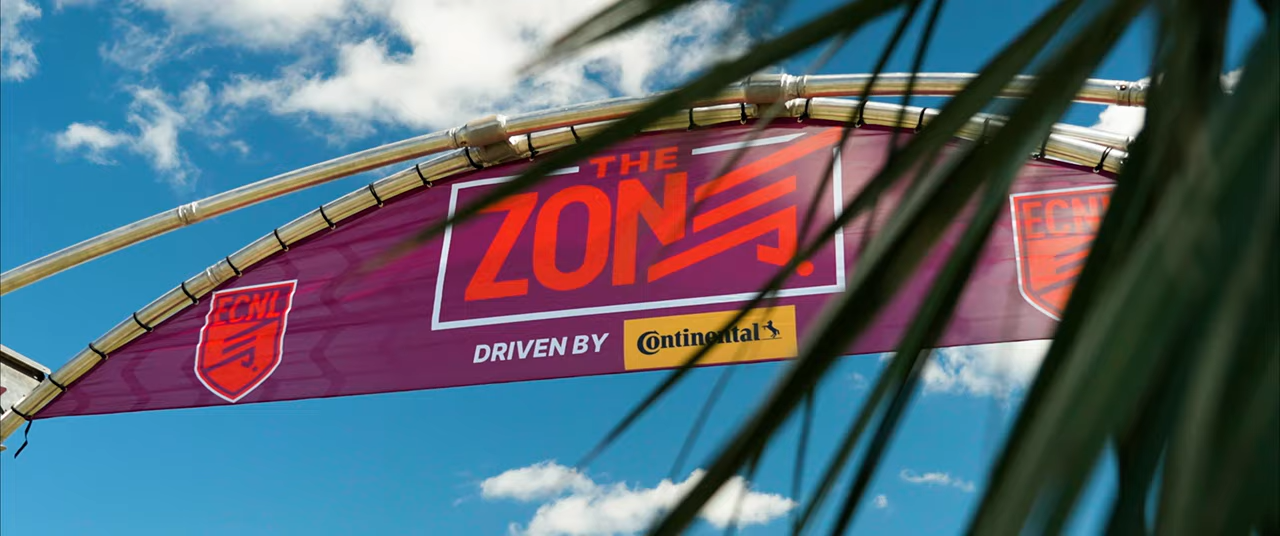 THE
ZONE
ECNL
ECNL
DRIVEN BY
Continental